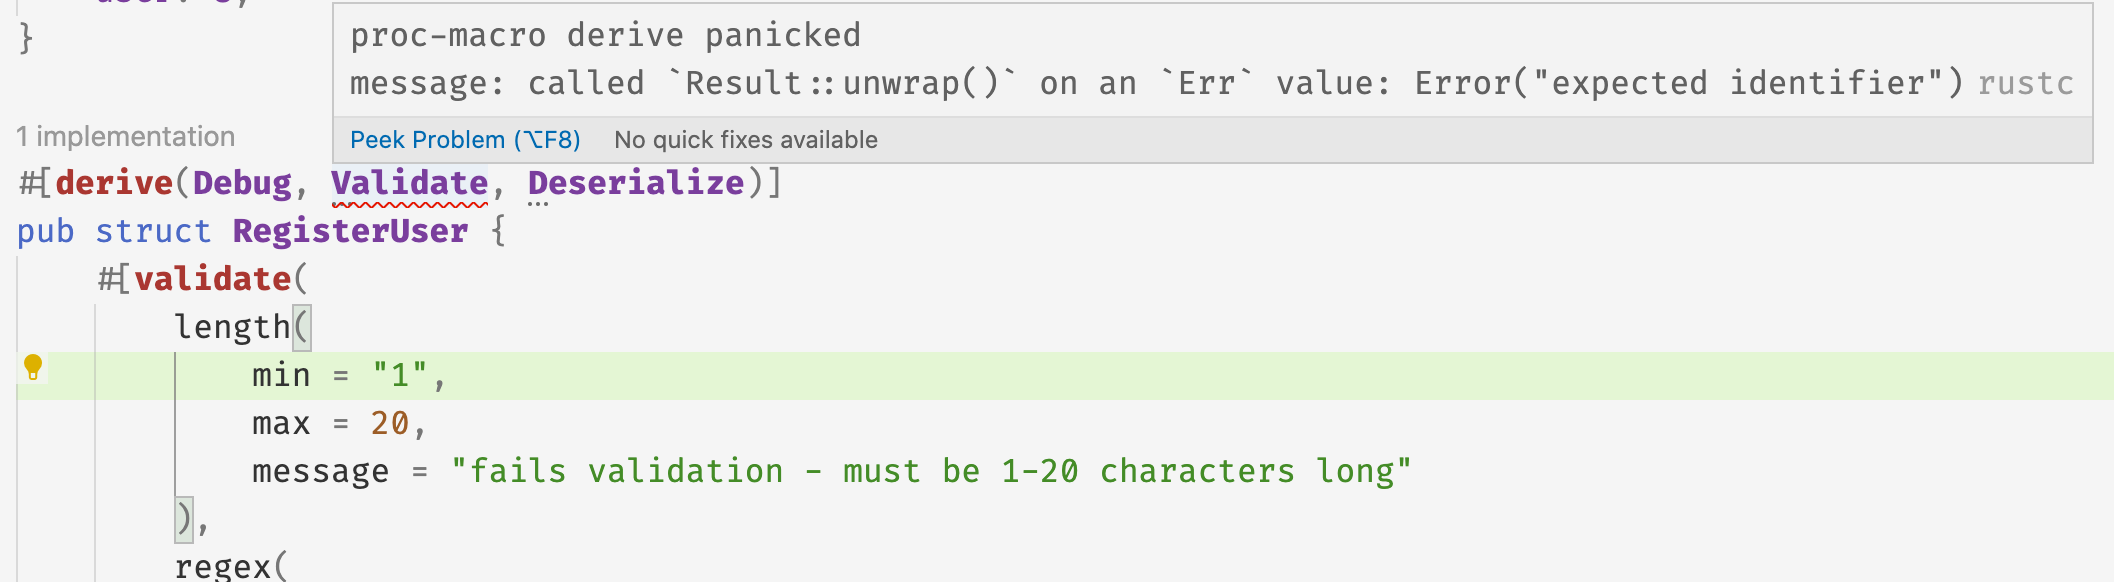 }
proc-macro derive panicked
message: called `Result::unwrap()` on an `Err` value: Error("expected identifier") rustc
Peek Problem (⌥F8) No quick fixes available
1 implementation
#[derive(Debug, Validate, Deserialize)]
pub struct RegisterUser {
#[validate(
length(
min = "1",
max = 20,
message = "fails validation - must be 1-20 characters long"
),
regex(